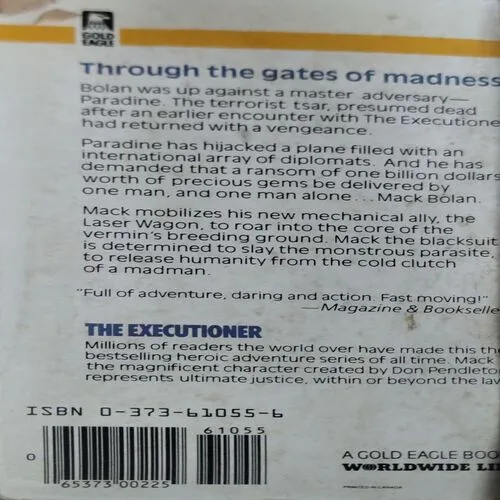 GOLD
EAGLE
Through the gates of madness
Bolan was up against a master adversary—
Paradine. The terrorist tsar, presumed dead
after an earlier encounter with The Executione
had returned with a vengeance.
Paradine has hijacked a plane filled with an
international array of diplomats. And he has
demanded that a ransom of one billion dollars
worth of precious gems be delivered by
one man, and one man alone... Mack Bolan.
Mack mobilizes his new mechanical ally, the
Laser Wagon, to roar into the core of the
vermin's breeding ground. Mack the blacksuit
is determined to slay the monstrous parasite,
to release humanity from the cold clutch
of a madman.
"Full of adventure, daring and action. Fast moving!"
—Magazine & Bookselle
THE EXECUTIONER
Millions of readers the world over have made this the
bestselling heroic adventure series of all time. Mack
the magnificent character created by Don Pendleto
represents ultimate justice, within or beyond the law
ISBN 0-373-61055-6
61055
0
65373 00225
A GOLD EAGLE BOO
WORLDWIDE LI
PRINTED IN CANADA